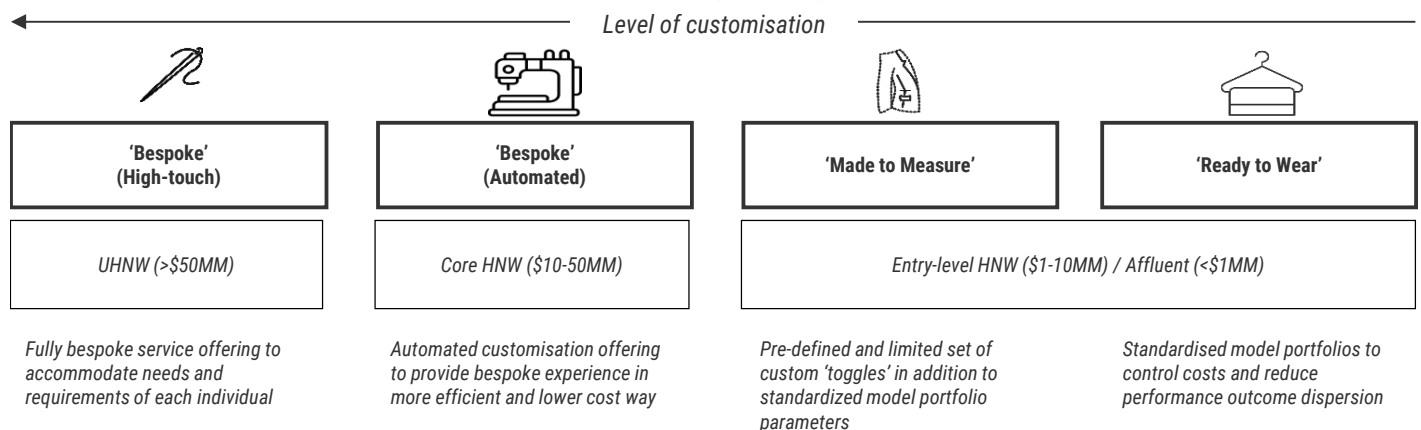 Level of customisation
‘Bespoke’
(High-touch)
‘Bespoke’
(Automated)
‘Made to Measure’
‘Ready to Wear’
UHNW (>$50MM)
Core HNW ($10-50MM)
Entry-level HNW ($1-10MM) / Affluent (<$1MM)
Fully bespoke service offering to
accommodate needs and
requirements of each individual
Automated customisation offering
to provide bespoke experience in
more efficient and lower cost way
Pre-defined and limited set of
custom ‘toggles’ in addition to
standardized model portfolio
parameters
Standardised model portfolios to
control costs and reduce
performance outcome dispersion